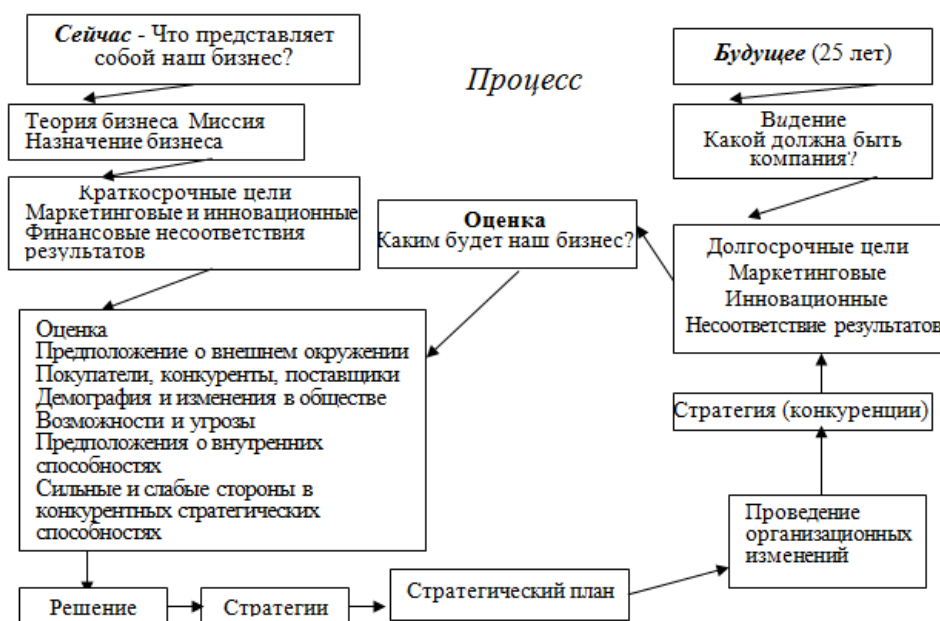 Сейчас - Что представляет
собой наш бизнес?
Процесс
Будущее (25 лет)
Теория бизнеса Миссия
Назначение бизнеса
Видение
Какой должна быть
компания?
Краткосрочные цели
Маркетинговые и инновационные
Финансовые несоответствия
результатов
Оценка
Каким будет наш бизнес?
Долгосрочные цели
Маркетинговые
Инновационные
Несоответствие результатов
Оценка
Предположение о внешнем окружении
Покупатели, конкуренты, поставщики
Демография и изменения в обществе
Возможности и угрозы
Предположения о внутренних
способностях
Сильные и слабые стороны в
конкурентных стратегических
способностях
Стратегия (конкуренции)
Проведение
организационных
изменений
Решение
Стратегии
Стратегический план